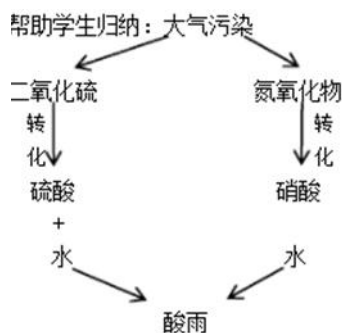 帮助学生归纳：大气污染
二氧化硫 氮氧化物
转 转
化 化
硫酸 硝酸
+
水 水
酸雨